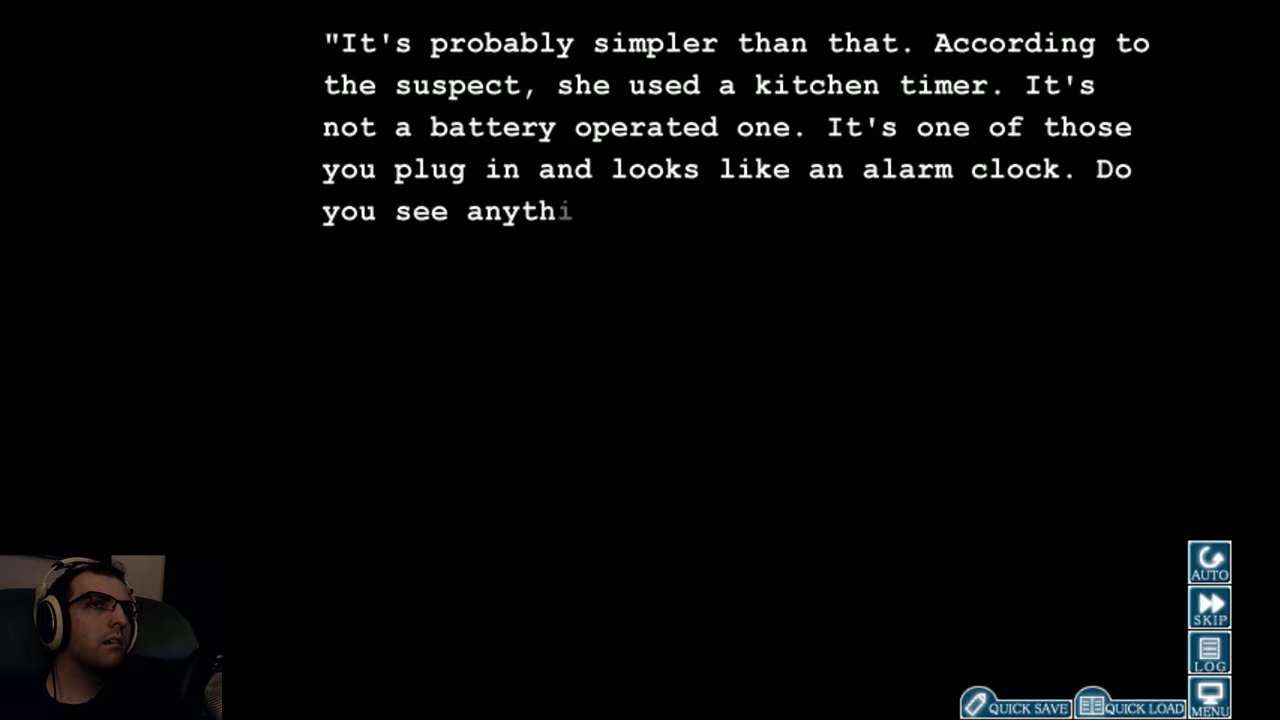 "It's probably simpler than that. According to
the suspect, she used a kitchen timer. It's
not a battery operated one. It's one of those
you plug in and looks like an alarm clock. Do
you see anythi
AUTO
SKIP
LOG
QUICK SAVE
QUICK LOAD
MENU